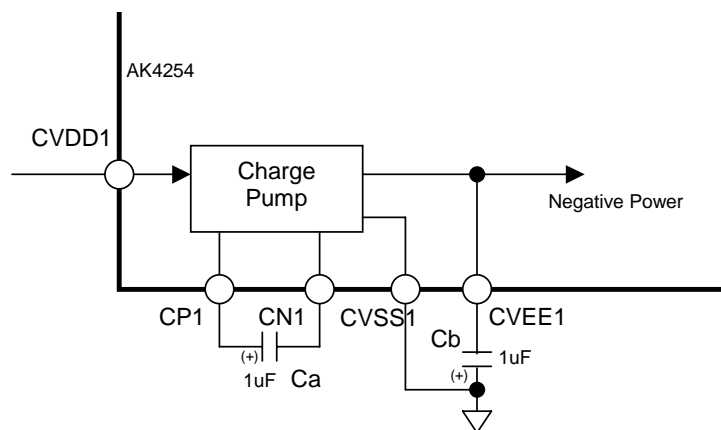 AK4254
CVDD1
Charge
Pump
Negative Power
CP1
CN1
CVSS1
CVEE1
(+)
1uF
Ca
Cb
1uF
(+)